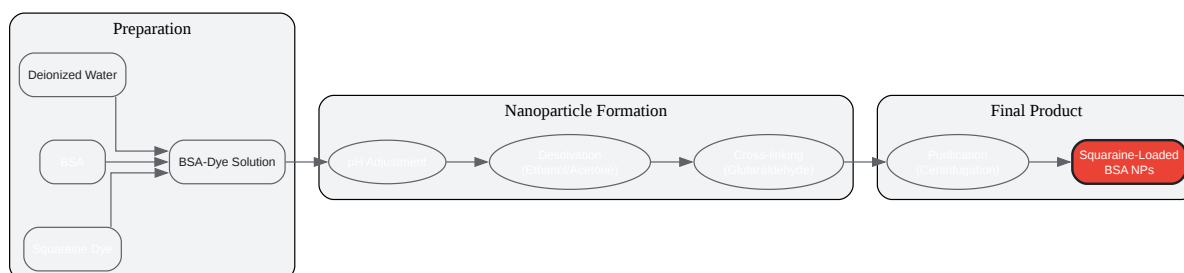 Preparation
Deionized Water
BSA
Squaraine Dye
BSA-Dye Solution
Nanoparticle Formation
pH Adjustment
Desolvation
(Ethanol/Acetone)
Cross-linking
(Glutaraldehyde)
Final Product
Purification
(Centrifugation)
Squaraine-Loaded
BSA NPs